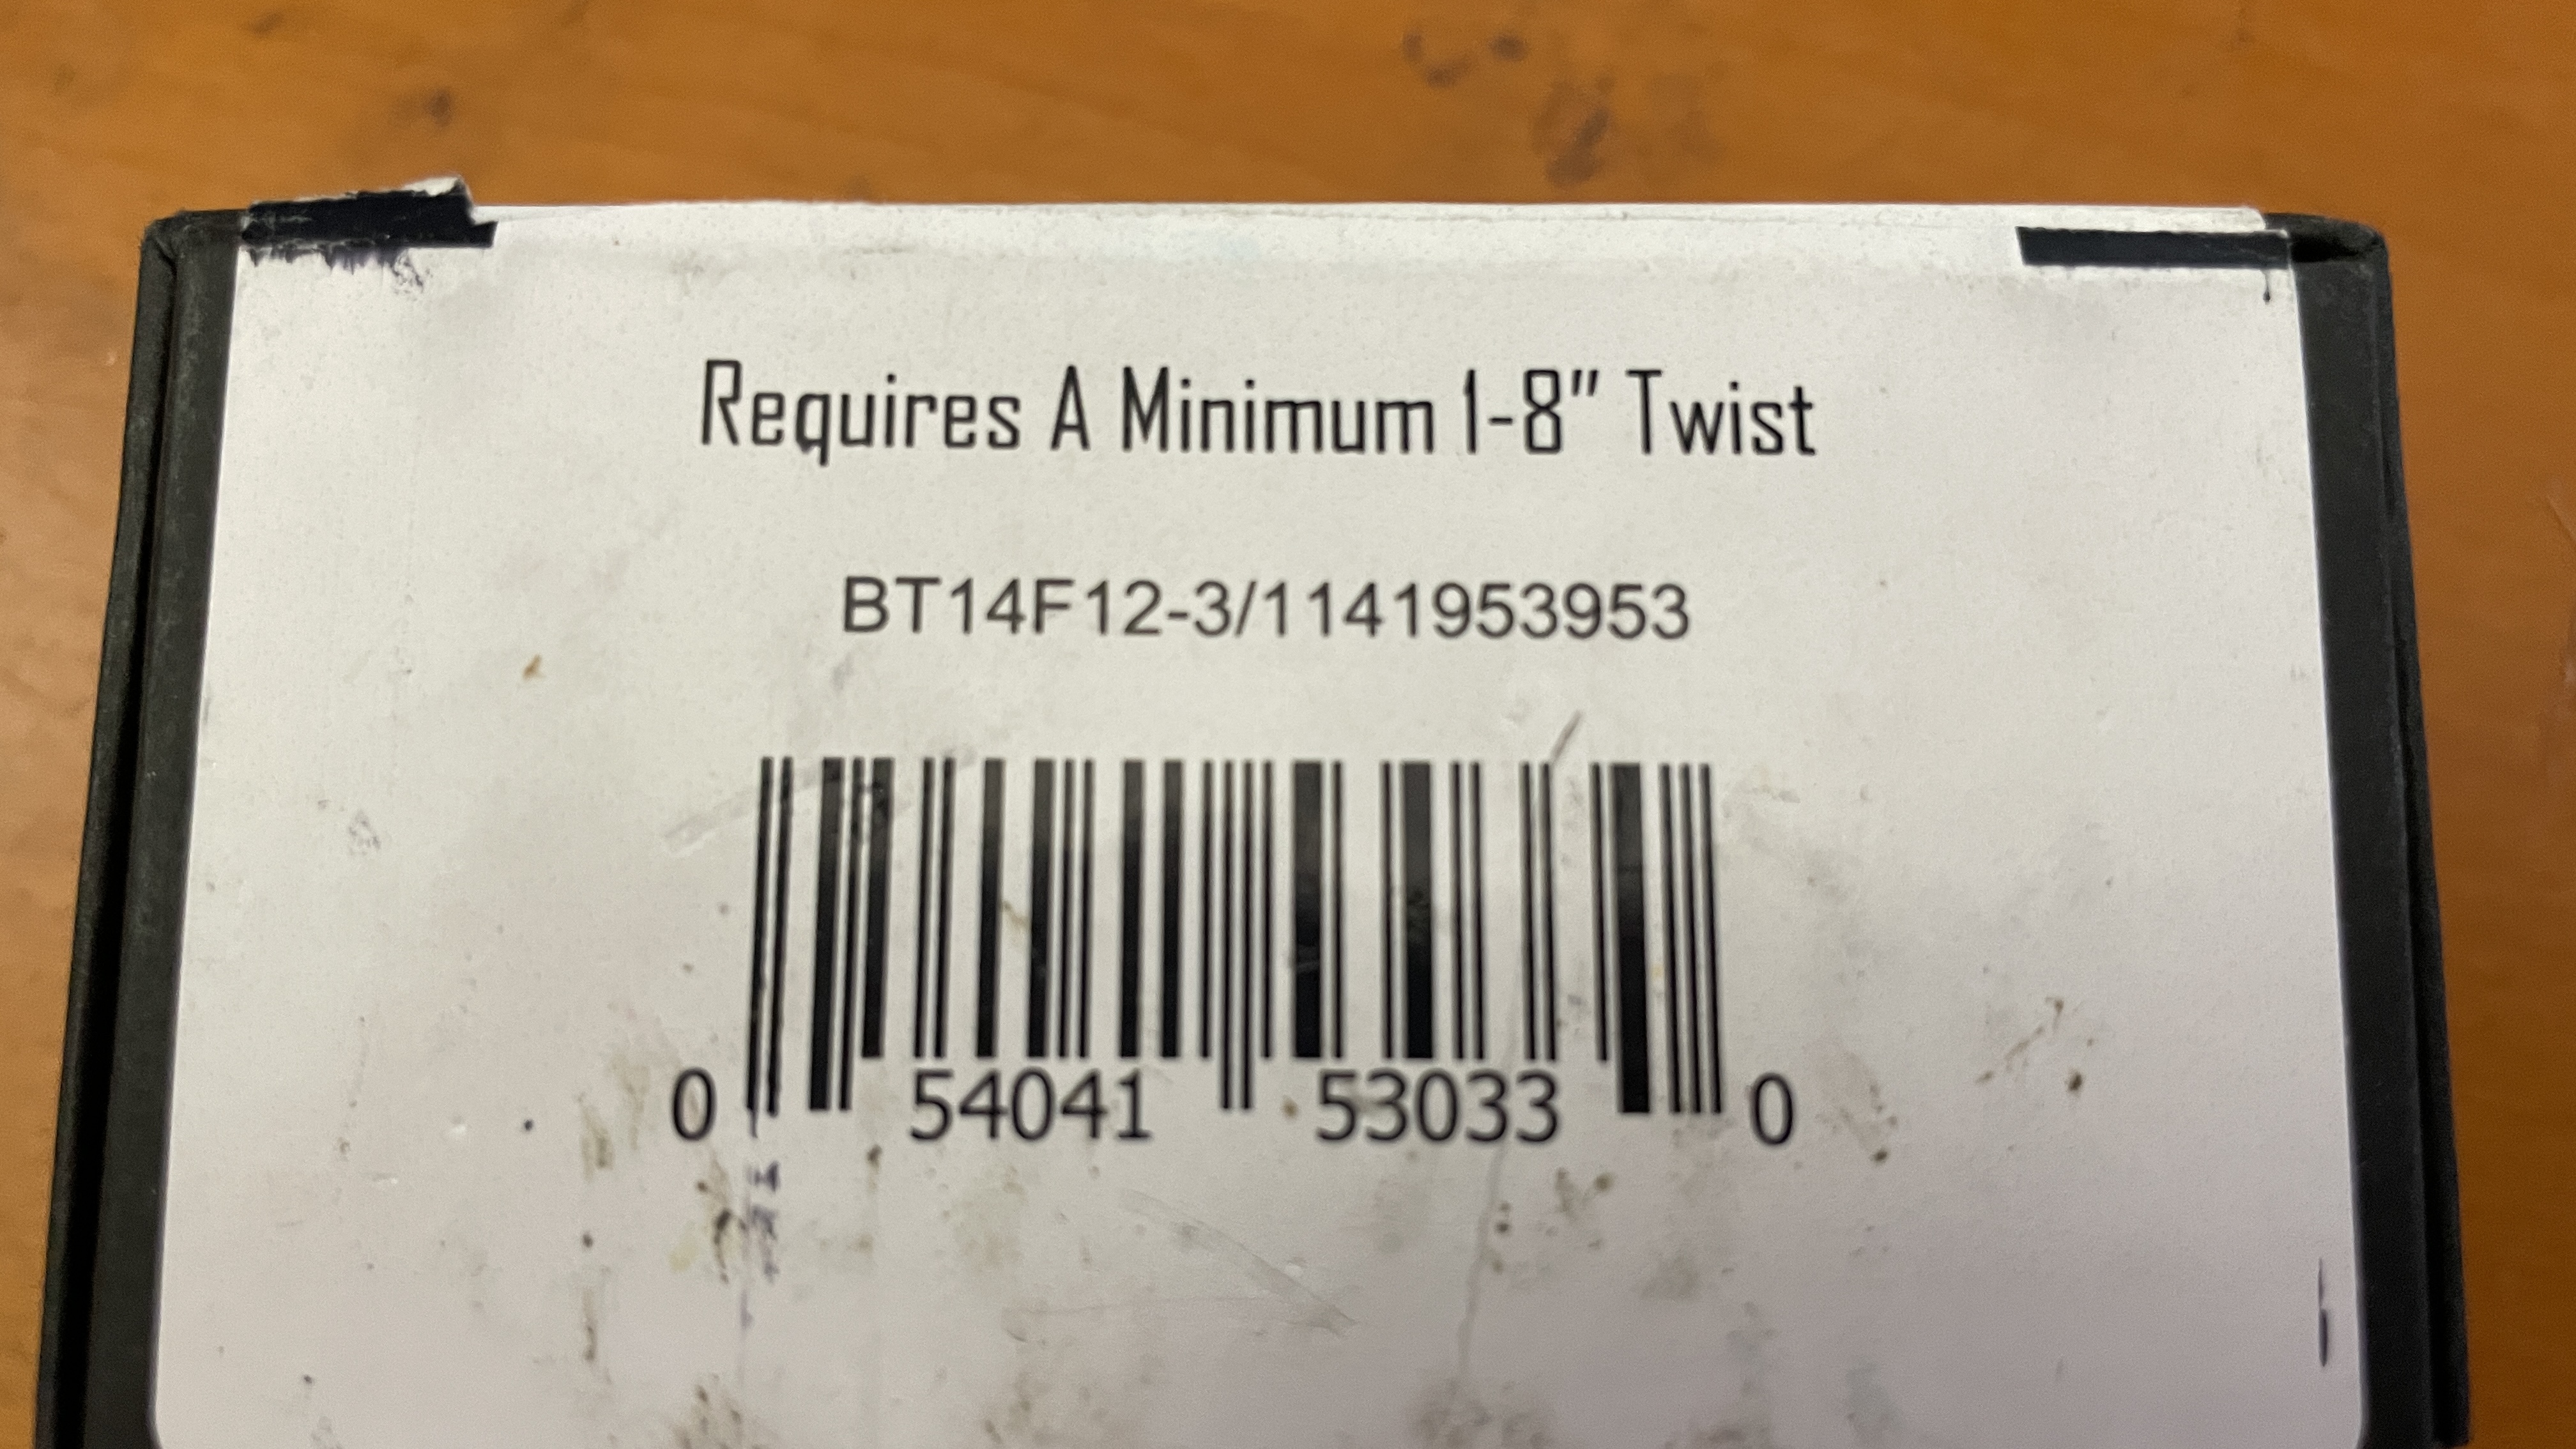 Requires A Minimum 1-8" Twist
BT14F12-3/1141953953
0 54041 53033 0